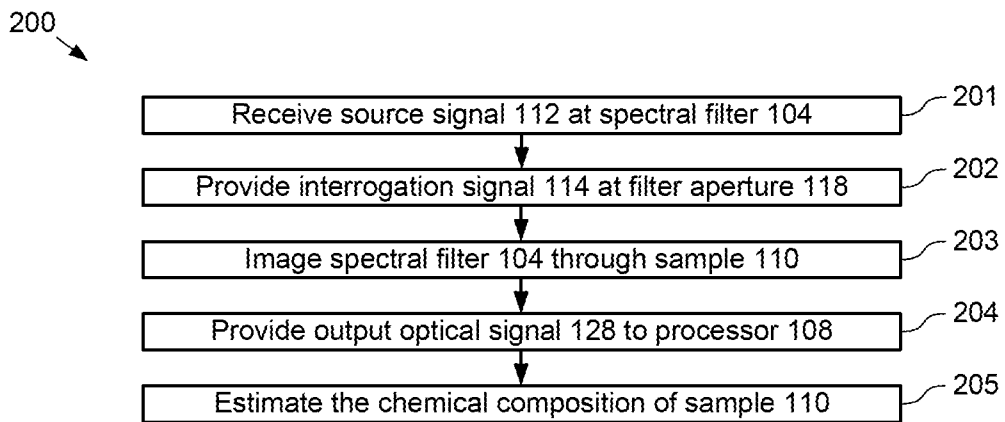 200
201
Receive source signal 112 at spectral filter 104
202
Provide interrogation signal 114 at filter aperture 118
203
Image spectral filter 104 through sample 110
204
Provide output optical signal 128 to processor 108
205
Estimate the chemical composition of sample 110